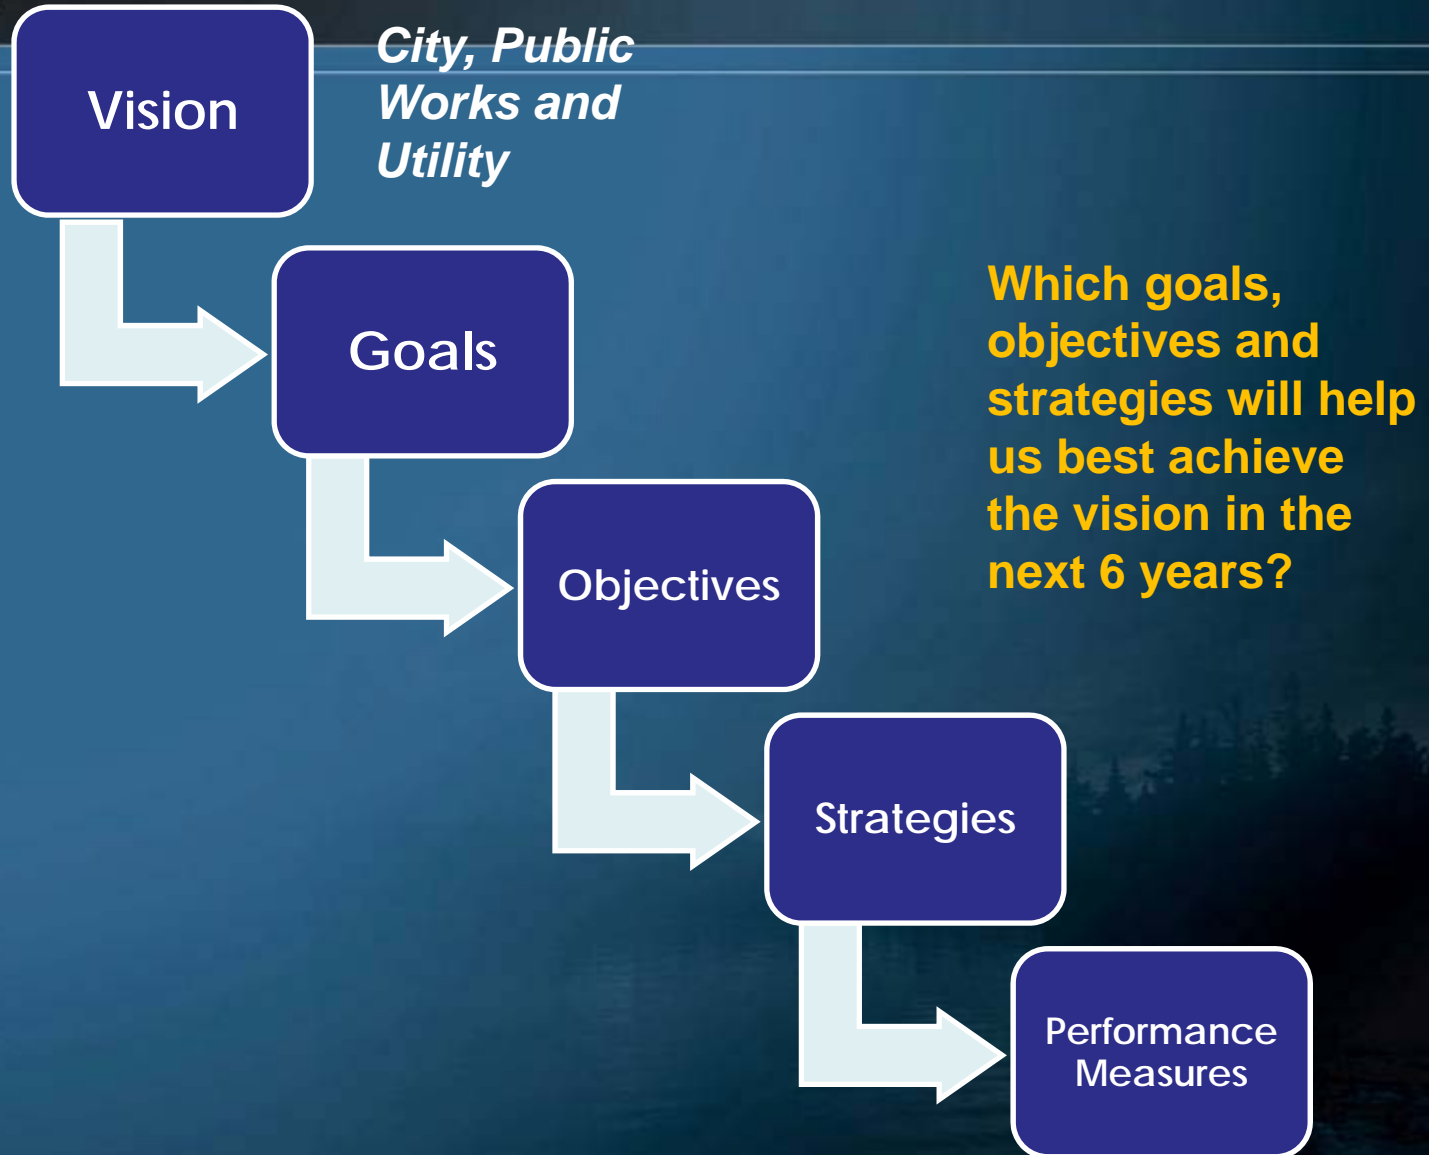 Vision
City, Public
Works and
Utility
Goals
Which goals,
objectives and
strategies will help
us best achieve
the vision in the
next 6 years?
Objectives
Strategies
Performance
Measures